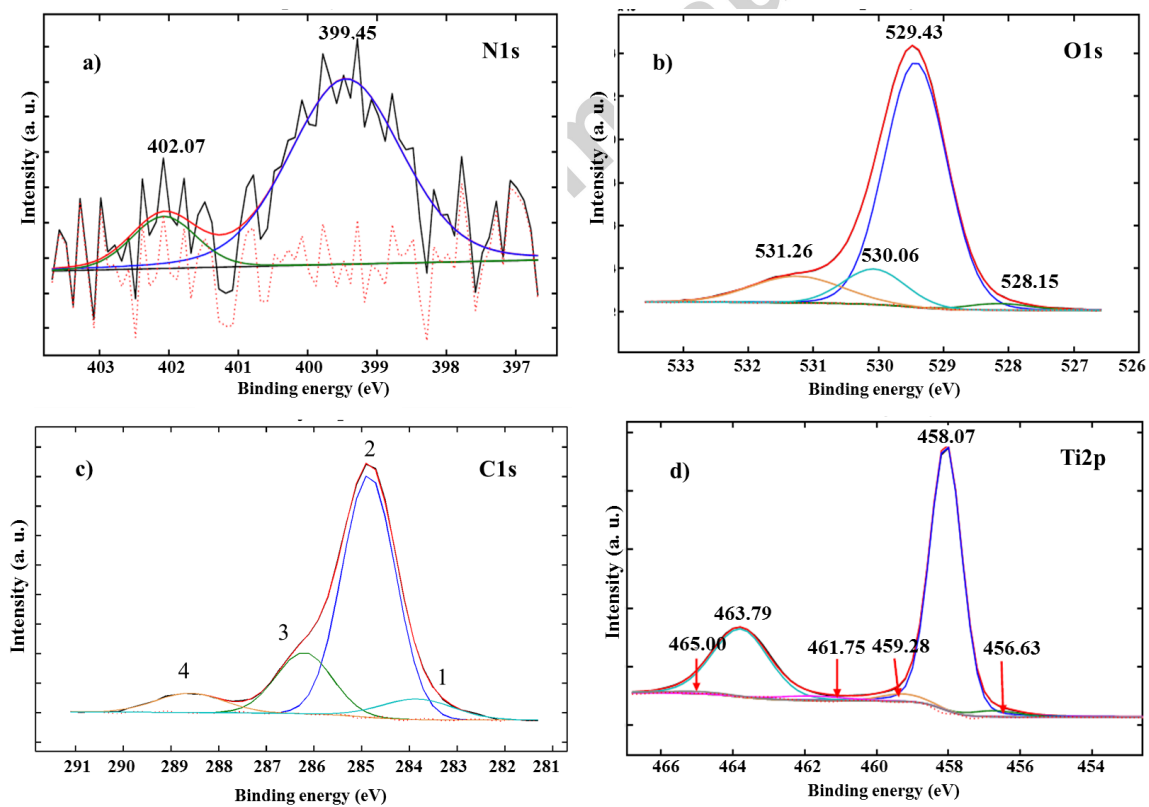 N1s
a)
399.45
402.07
Intensity (a. u.)
403 402 401 400 399 398 397
Binding energy (eV)
529.43
b)
O1s
531.26
530.06
528.15
Intensity (a. u.)
533 532 531 530 529 528 527 526
Binding energy (eV)
2
c)
C1s
3
4
1
Intensity (a. u.)
291 290 289 288 287 286 285 284 283 282 281
Binding energy (eV)
458.07
d)
Ti2p
463.79
465.00
461.75
459.28
456.63
Intensity (a. u.)
466 464 462 460 458 456 454
Binding energy (eV)